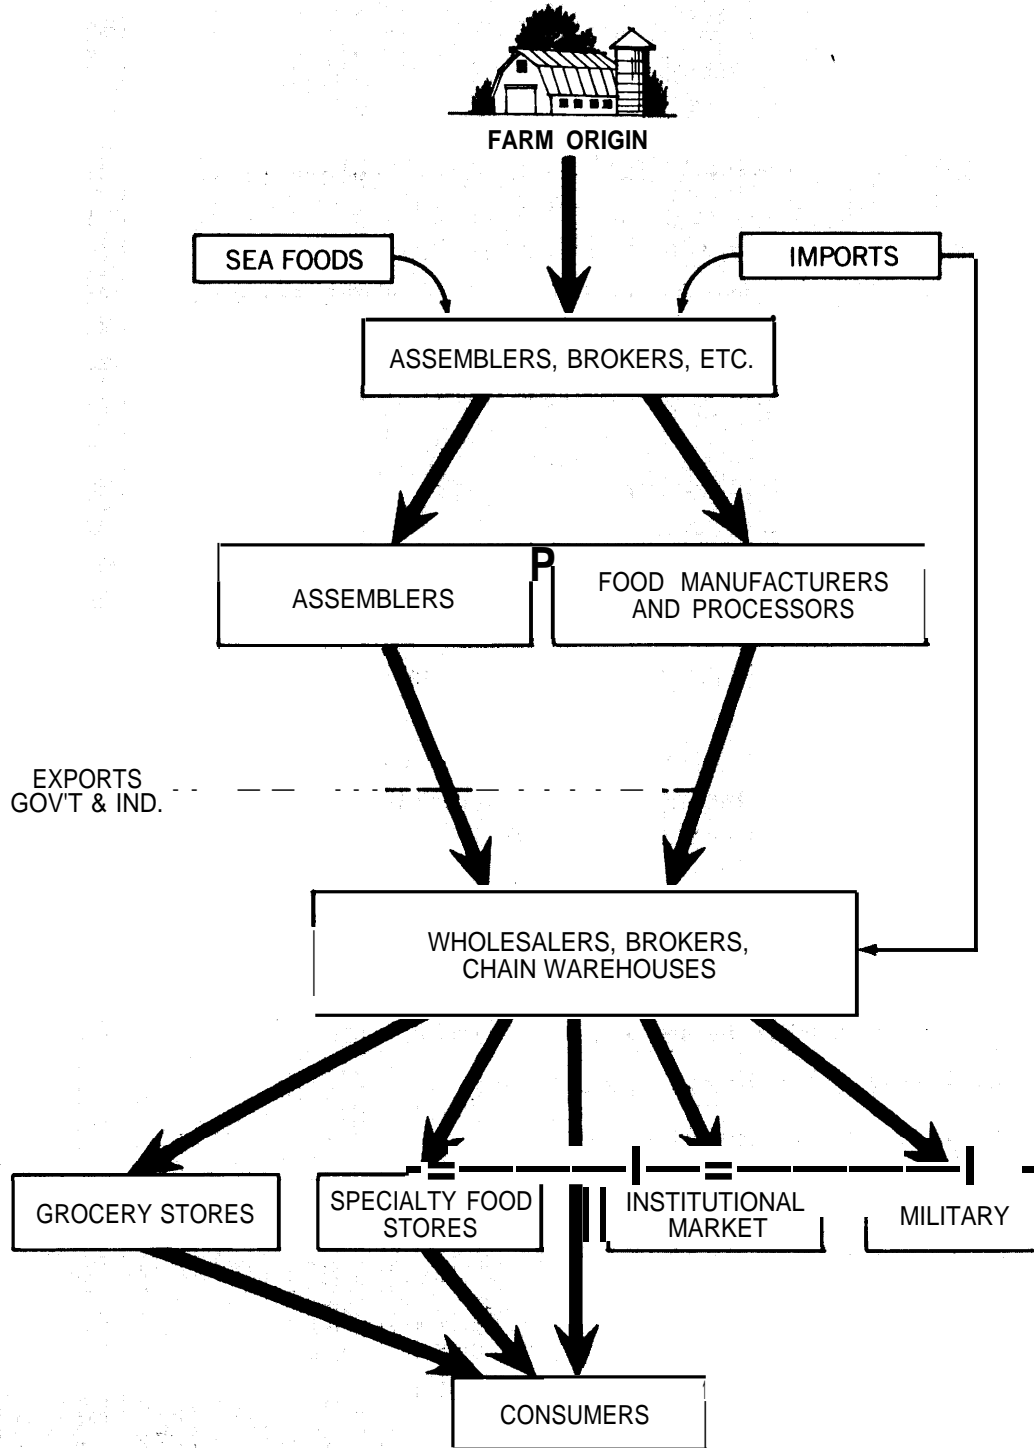 FARM ORIGIN
SEA FOODS
IMPORTS
ASSEMBLERS, BROKERS, ETC.
ASSEMBLERS
P
FOOD MANUFACTURERS
AND PROCESSORS
EXPORTS
GOV'T & IND.
WHOLESALERS, BROKERS,
CHAIN WAREHOUSES
GROCERY STORES
SPECIALTY FOOD
STORES
INSTITUTIONAL
MARKET
MILITARY
CONSUMERS